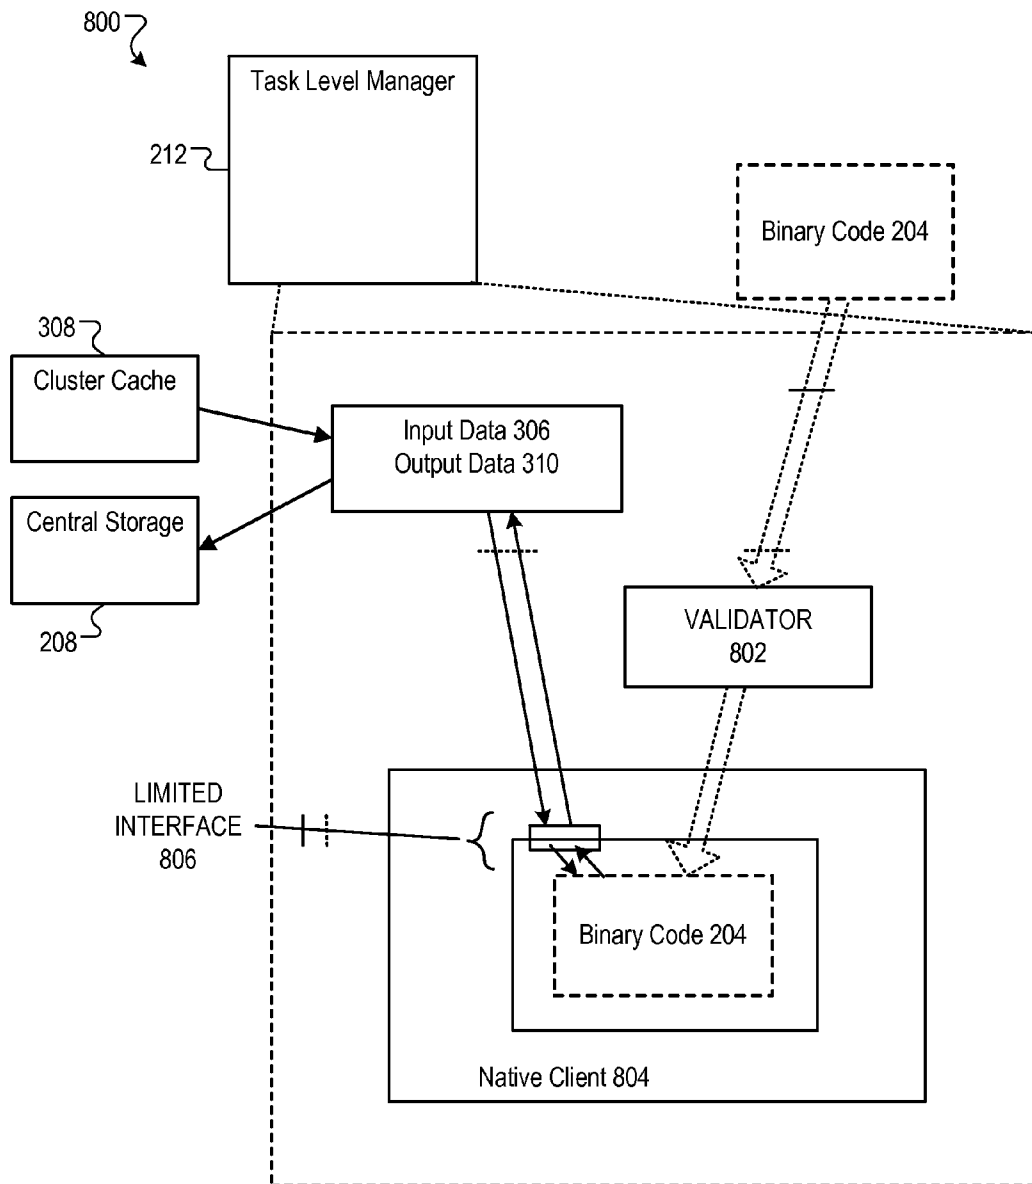 800
Task Level Manager
212
Binary Code 204
308
Cluster Cache
Input Data 306
Output Data 310
Central Storage
208
VALIDATOR
802
LIMITED
INTERFACE
806
Binary Code 204
Native Client 804